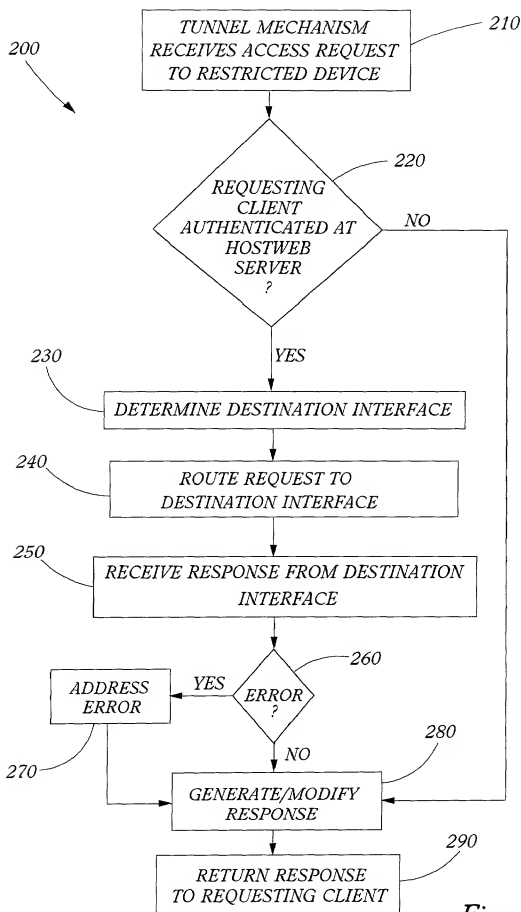 TUNNEL MECHANISM
RECEIVES ACCESS REQUEST
TO RESTRICTED DEVICE
210
200
220
REQUESTING
CLIENT
AUTHENTICATED AT
HOSTWEB
SERVER
?
NO
YES
230
DETERMINE DESTINATION INTERFACE
240
ROUTE REQUEST TO
DESTINATION INTERFACE
250
RECEIVE RESPONSE FROM DESTINATION
INTERFACE
260
ERROR
?
YES
ADDRESS
ERROR
270
NO
280
GENERATE/MODIFY
RESPONSE
290
RETURN RESPONSE
TO REQUESTING CLIENT